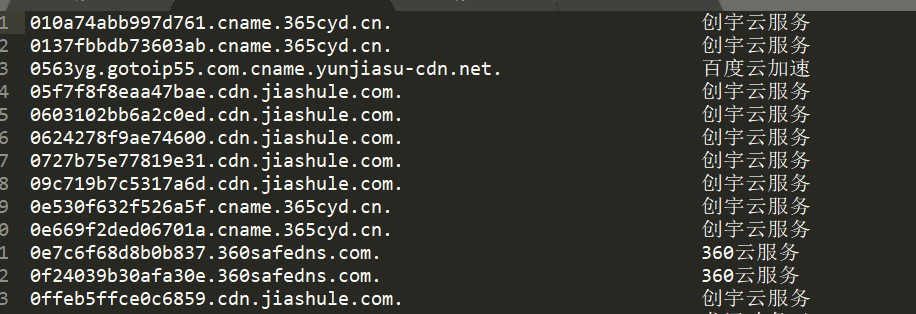 1 010a74abb997d761.cname.365cyd.cn. 创宇云服务
2 0137fbbdb73603ab.cname.365cyd.cn. 创宇云服务
3 0563yg.gotoip55.com.cname.yunjiasu-cdn.net. 百度云加速
4 05f7f8f8eaa47bae.cdn.jiashule.com. 创宇云服务
5 0603102bb6a2c0ed.cdn.jiashule.com. 创宇云服务
6 0624278f9ae74600.cdn.jiashule.com. 创宇云服务
7 0727b75e77819e31.cdn.jiashule.com. 创宇云服务
8 09c719b7c5317a6d.cdn.jiashule.com. 创宇云服务
9 0e530f632f526a5f.cname.365cyd.cn. 创宇云服务
0 0e669f2ded06701a.cname.365cyd.cn. 创宇云服务
1 0e7c6f68d8b0b837.360safedns.com. 360云服务
2 0f24039b30afa30e.360safedns.com. 360云服务
3 0ffeb5ffce0c6859.cdn.jiashule.com. 创宇云服务